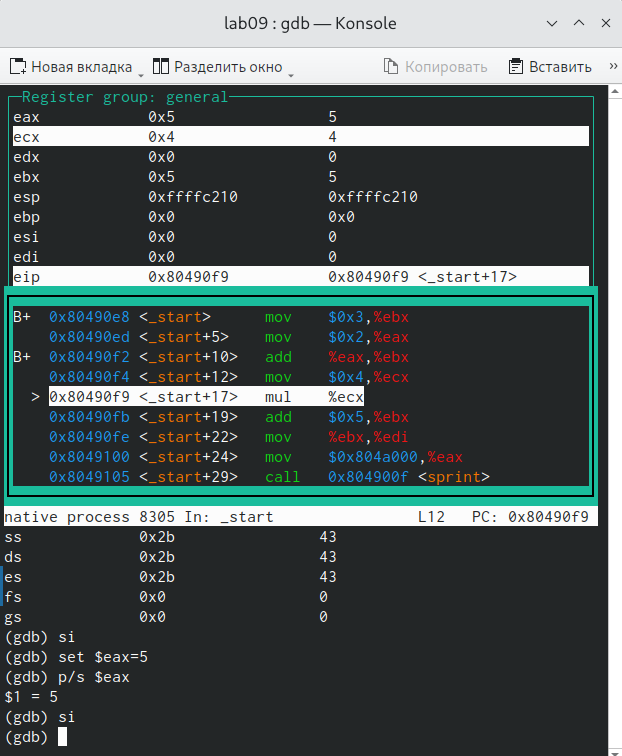 lab09 : gdb — Konsole
Новая вкладка Разделить окно Копировать Вставить »
Register group: general
eax 0x5 5
ecx 0x4 4
edx 0x0 0
ebx 0x5 5
esp 0xffffc210 0xffffc210
ebp 0x0 0x0
esi 0x0 0
edi 0x0 0
eip 0x80490f9 0x80490f9 <_start+17>
B+ 0x80490e8 <_start> mov $0x3,%ebx
0x80490ed <_start+5> mov $0x2,%eax
B+ 0x80490f2 <_start+10> add %eax,%ebx
0x80490f4 <_start+12> mov $0x4,%ecx
> 0x80490f9 <_start+17> mul %ecx
0x80490fb <_start+19> add $0x5,%ebx
0x80490fe <_start+22> mov %ebx,%edi
0x8049100 <_start+24> mov $0x804a000,%eax
0x8049105 <_start+29> call 0x804900f <sprint>
native process 8305 In: _start L12 PC: 0x80490f9
ss 0x2b 43
ds 0x2b 43
es 0x2b 43
fs 0x0 0
gs 0x0 0
(gdb) si
(gdb) set $eax=5
(gdb) p/s $eax
$1 = 5
(gdb) si
(gdb)